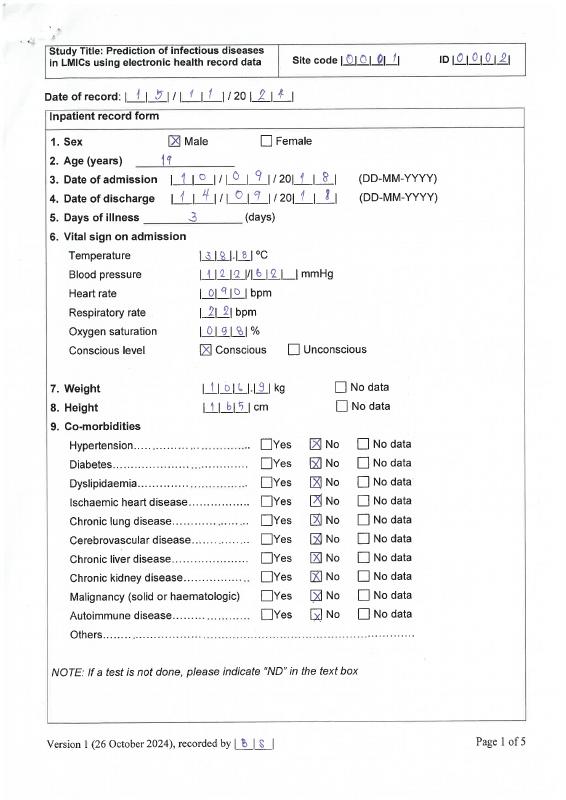 Study Title: Prediction of infectious diseases
in LMICs using electronic health record data
Site code |0|0|0|1| ID |0|0|0|2|
Date of record: |1|5|/|1|1|/ 20 |2|4|
Inpatient record form
1. Sex ☒ Male ☐ Female
2. Age (years) 19
3. Date of admission |1|0|/|0|9|/ 20|1|8| (DD-MM-YYYY)
4. Date of discharge |1|4|/|0|9|/ 20|1|8| (DD-MM-YYYY)
5. Days of illness 3 (days)
6. Vital sign on admission
Temperature |3|8|.|8| ºC
Blood pressure |1|2|2|/|6|2| | mmHg
Heart rate |0|9|0| bpm
Respiratory rate |2|2| bpm
Oxygen saturation |0|9|8| %
Conscious level ☒ Conscious ☐ Unconscious
7. Weight |1|0|6|.|9| kg ☐ No data
8. Height |1|6|5| cm ☐ No data
9. Co-morbidities
Hypertension.................................... ☐Yes ☒ No ☐ No data
Diabetes.......................................... ☐Yes ☒ No ☐ No data
Dyslipidaemia................................... ☐Yes ☒ No ☐ No data
Ischaemic heart disease................. ☐Yes ☒ No ☐ No data
Chronic lung disease...................... ☐Yes ☒ No ☐ No data
Cerebrovascular disease................. ☐Yes ☒ No ☐ No data
Chronic liver disease....................... ☐Yes ☒ No ☐ No data
Chronic kidney disease................... ☐Yes ☒ No ☐ No data
Malignancy (solid or haematologic) ☐Yes ☒ No ☐ No data
Autoimmune disease...................... ☐Yes ☒ No ☐ No data
Others..............................................................................
NOTE: If a test is not done, please indicate "ND" in the text box
Version 1 (26 October 2024), recorded by |B|S|
Page 1 of 5